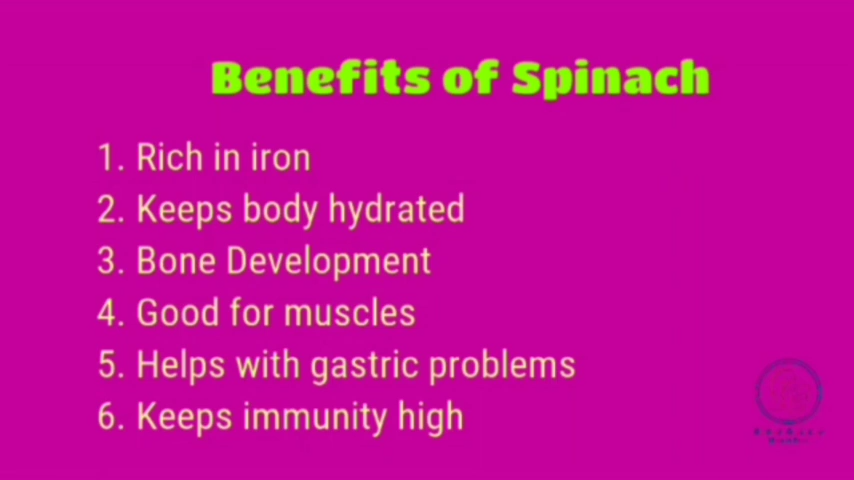 Benefits of Spinach
1. Rich in iron
2. Keeps body hydrated
3. Bone Development
4. Good for muscles
5. Helps with gastric problems
6. Keeps immunity high